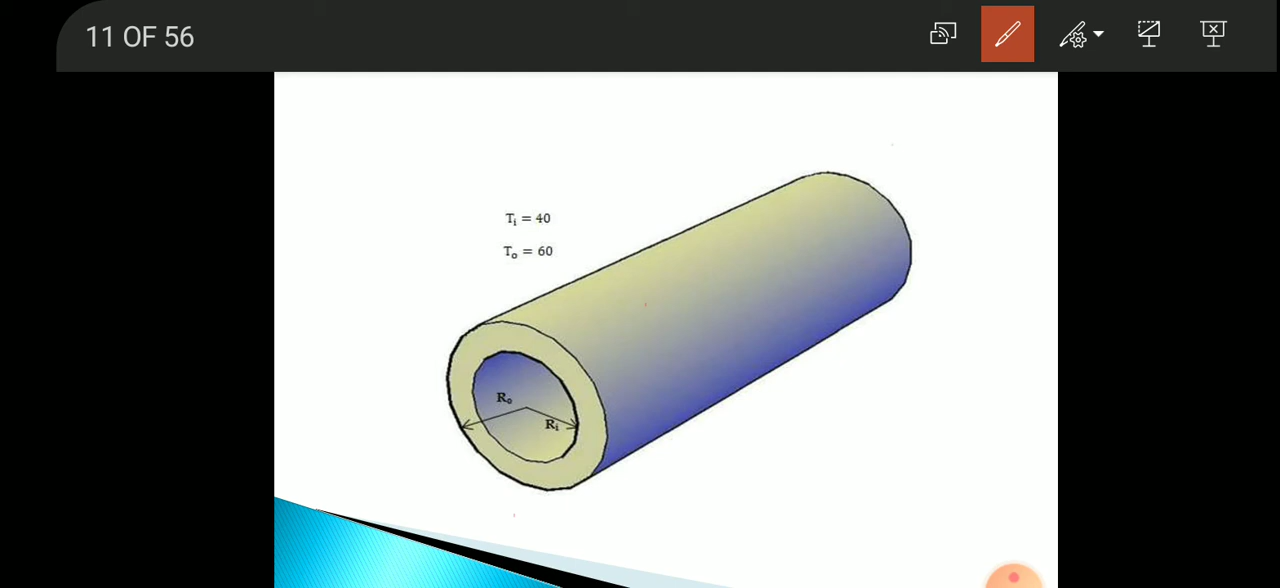 11 OF 56
Tᵢ = 40
Tₒ = 60
Rₒ
Rᵢ